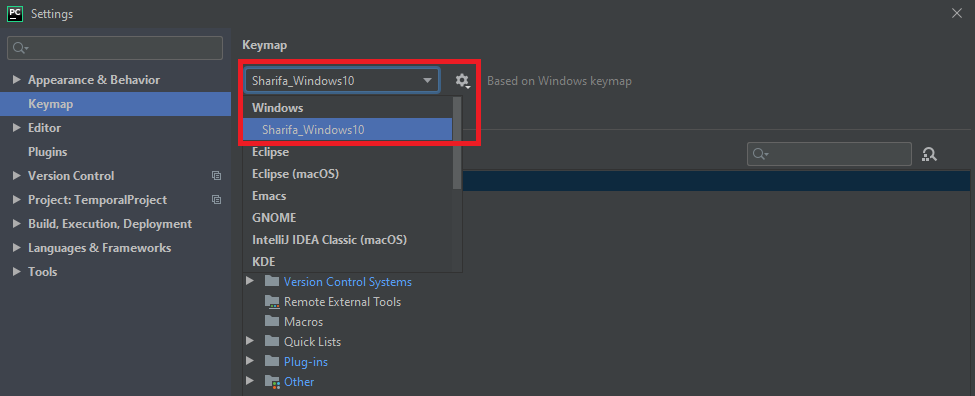 PC Settings
Keymap
Sharifa_Windows10 Based on Windows keymap
Appearance & Behavior
Keymap
Editor
Plugins
Version Control
Project: TemporalProject
Build, Execution, Deployment
Languages & Frameworks
Tools
Windows
Sharifa_Windows10
Eclipse
Eclipse (macOS)
Emacs
GNOME
IntelliJ IDEA Classic (macOS)
KDE
Version Control Systems
Remote External Tools
Macros
Quick Lists
Plug-ins
Other